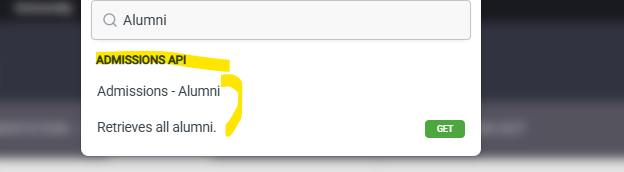 Alumni
ADMISSIONS API
Admissions - Alumni
Retrieves all alumni.
GET